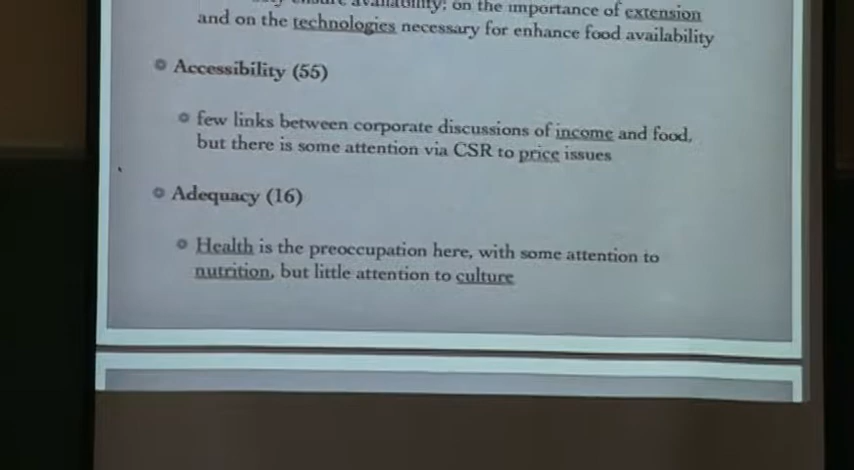 ensure availability; on the importance of extension
and on the technologies necessary for enhance food availability
Accessibility (55)
few links between corporate discussions of income and food,
but there is some attention via CSR to price issues
Adequacy (16)
Health is the preoccupation here, with some attention to
nutrition, but little attention to culture